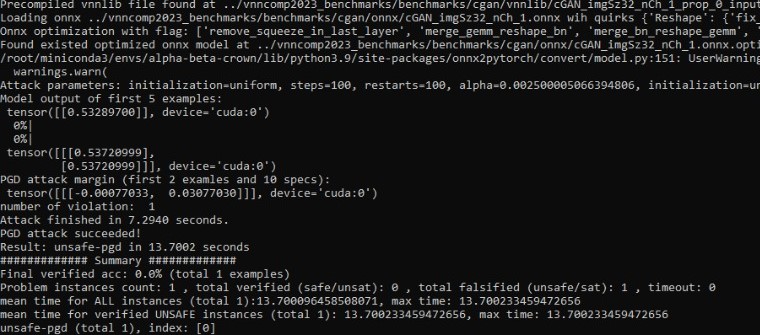 Precompiled vnnlib file found at ../vnncomp2023_benchmarks/benchmarks/cgan/vnnlib/cGAN_imgSz32_nCh_1_prop_0_input
Loading onnx ../vnncomp2023_benchmarks/benchmarks/cgan/onnx/cGAN_imgSz32_nCh_1.onnx wih quirks {'Reshape': {'fix_
Onnx optimization with flag: ['remove_squeeze_in_last_layer', 'merge_gemm_reshape_bn', 'merge_bn_reshape_gemm', '
Found existed optimized onnx model at ../vnncomp2023_benchmarks/benchmarks/cgan/onnx/cGAN_imgSz32_nCh_1.onnx.opti
/root/miniconda3/envs/alpha-beta-crown/lib/python3.9/site-packages/onnx2pytorch/convert/model.py:151: UserWarning
warnings.warn(
Attack parameters: initialization=uniform, steps=100, restarts=100, alpha=0.002500005066394806, initialization=un
Model output of first 5 examples:
tensor([[0.53289700]], device='cuda:0')
0%|
0%|
tensor([[[0.53720999],
[0.53720999]]], device='cuda:0')
PGD attack margin (first 2 examles and 10 specs):
tensor([[[-0.00077033, 0.03077030]]], device='cuda:0')
number of violation: 1
Attack finished in 7.2940 seconds.
PGD attack succeeded!
Result: unsafe-pgd in 13.7002 seconds
############# Summary #############
Final verified acc: 0.0% (total 1 examples)
Problem instances count: 1 , total verified (safe/unsat): 0 , total falsified (unsafe/sat): 1 , timeout: 0
mean time for ALL instances (total 1):13.700096458508071, max time: 13.700233459472656
mean time for verified UNSAFE instances (total 1): 13.700233459472656, max time: 13.700233459472656
unsafe-pgd (total 1), index: [0]